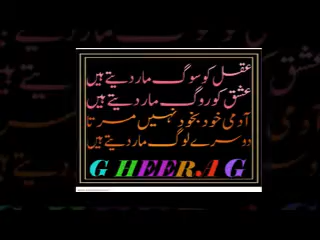 عقل کو سوگ مار دیتے ہیں
عشق کو روگ مار دیتے ہیں
آدمی خود بخود نہیں مرتا
دوسرے لوگ مار دیتے ہیں
G HEERA G